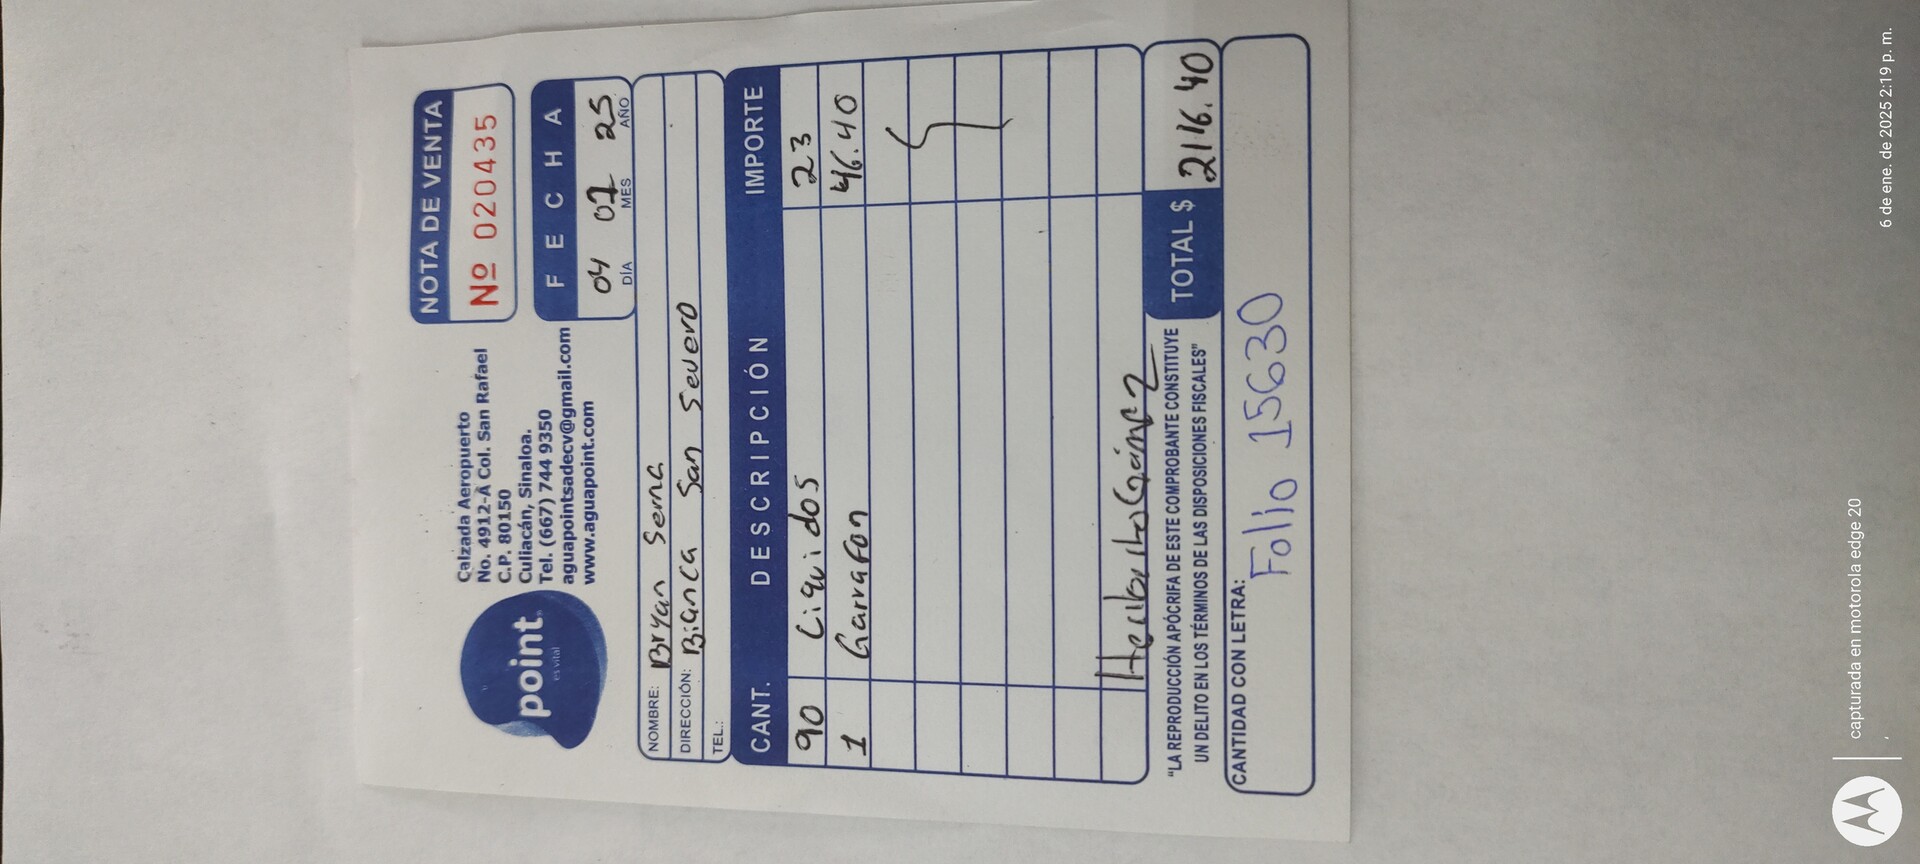 point
es vital
Calzada Aeropuerto
No. 4912-A Col. San Rafael
C.P. 80150
Culiacán, Sinaloa.
Tel. (667) 744 9350
aguapointsadecv@gmail.com
www.aguapoint.com
NOTA DE VENTA
Nº 020435
FECHA
04 01 25
DÍA MES AÑO
NOMBRE: Bryan Serna
DIRECCIÓN: Bianca San Severo
TEL.:
CANT. DESCRIPCIÓN IMPORTE
90 Liquidos 23
1 Garrafon 46.40
"LA REPRODUCCIÓN APÓCRIFA DE ESTE COMPROBANTE CONSTITUYE
UN DELITO EN LOS TÉRMINOS DE LAS DISPOSICIONES FISCALES"
TOTAL $ 2116.40
CANTIDAD CON LETRA:
Folio 15630
capturada en motorola edge 20
,
6 de ene. de 2025 2:19 p. m.